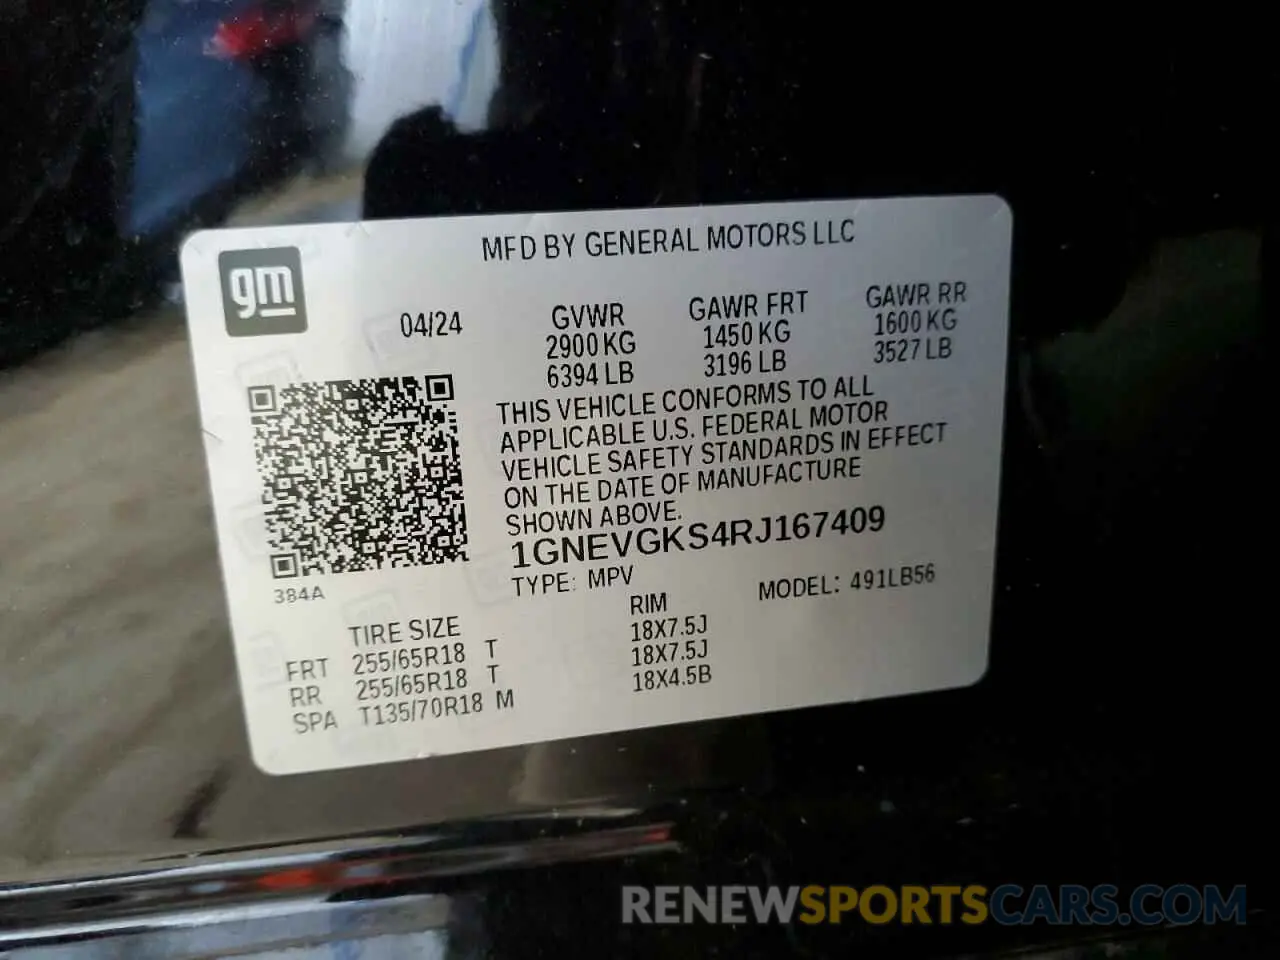 MFD BY GENERAL MOTORS LLC
gm
04/24
GVWR
2900 KG
6394 LB
GAWR FRT
1450 KG
3196 LB
GAWR RR
1600 KG
3527 LB
THIS VEHICLE CONFORMS TO ALL
APPLICABLE U.S. FEDERAL MOTOR
VEHICLE SAFETY STANDARDS IN EFFECT
ON THE DATE OF MANUFACTURE
SHOWN ABOVE.
1GNEVGKS4RJ167409
TYPE: MPV
MODEL: 491LB56
384A
TIRE SIZE RIM
FRT 255/65R18 T 18X7.5J
RR 255/65R18 T 18X7.5J
SPA T135/70R18 M 18X4.5B
RENEWSPORTSCARS.COM